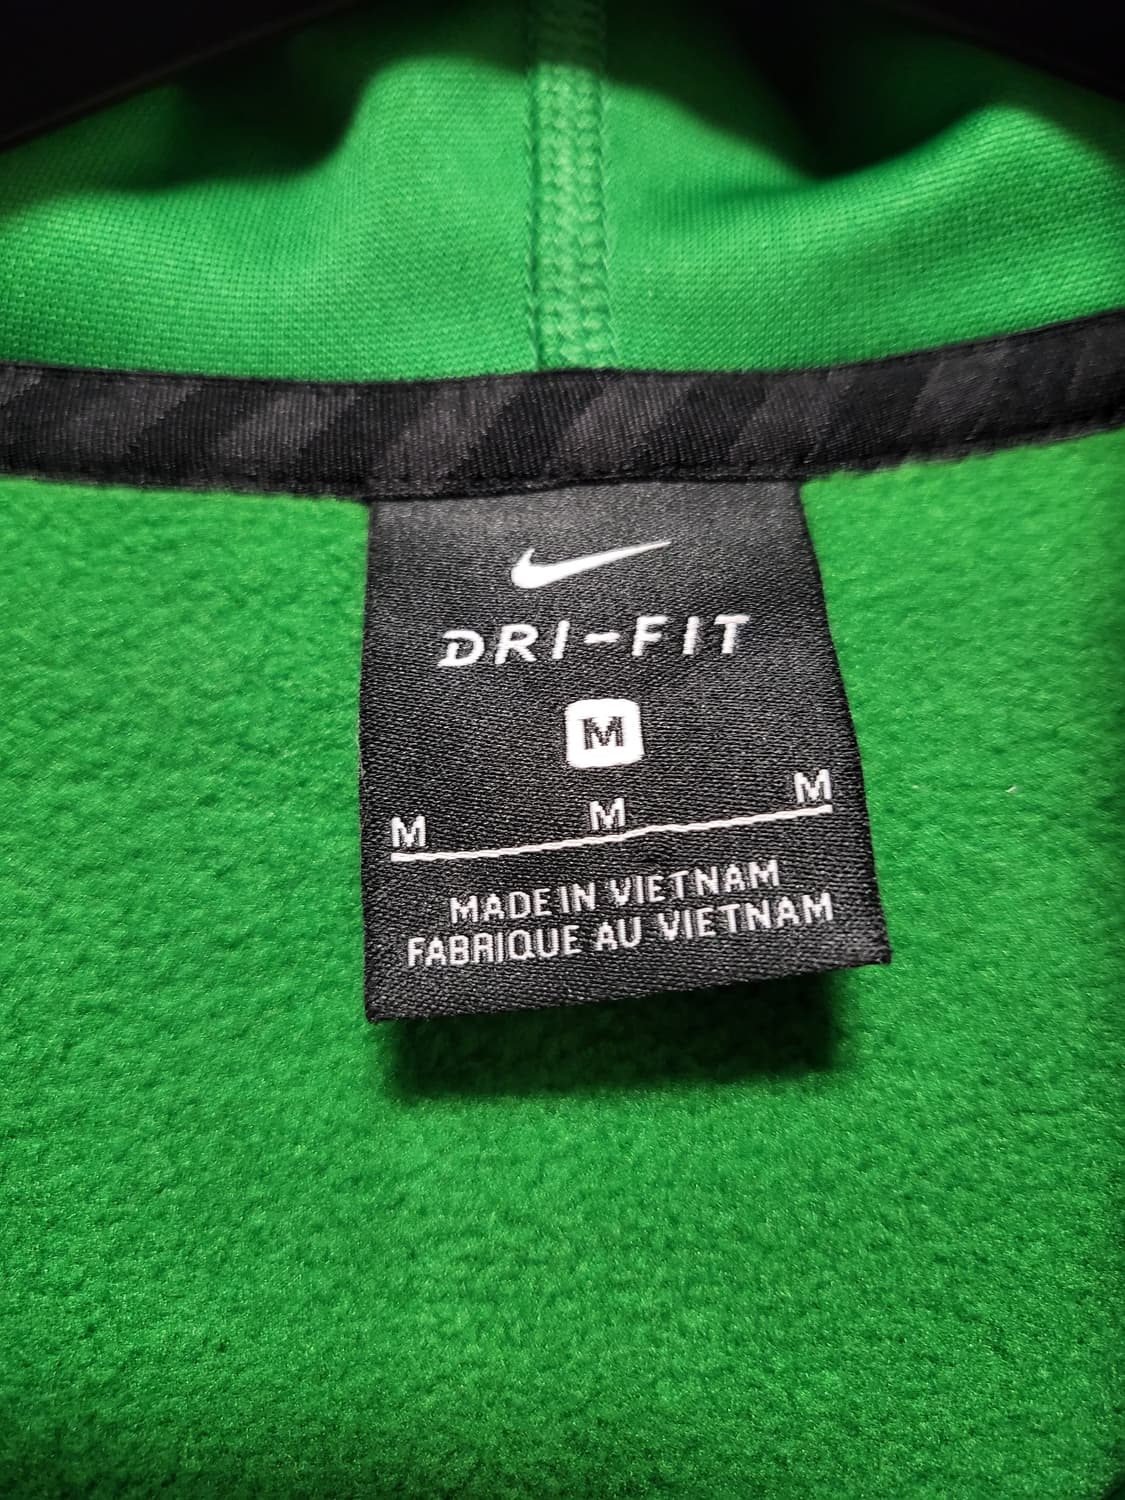 DRI-FIT
M
M M M
MADE IN VIETNAM
FABRIQUE AU VIETNAM